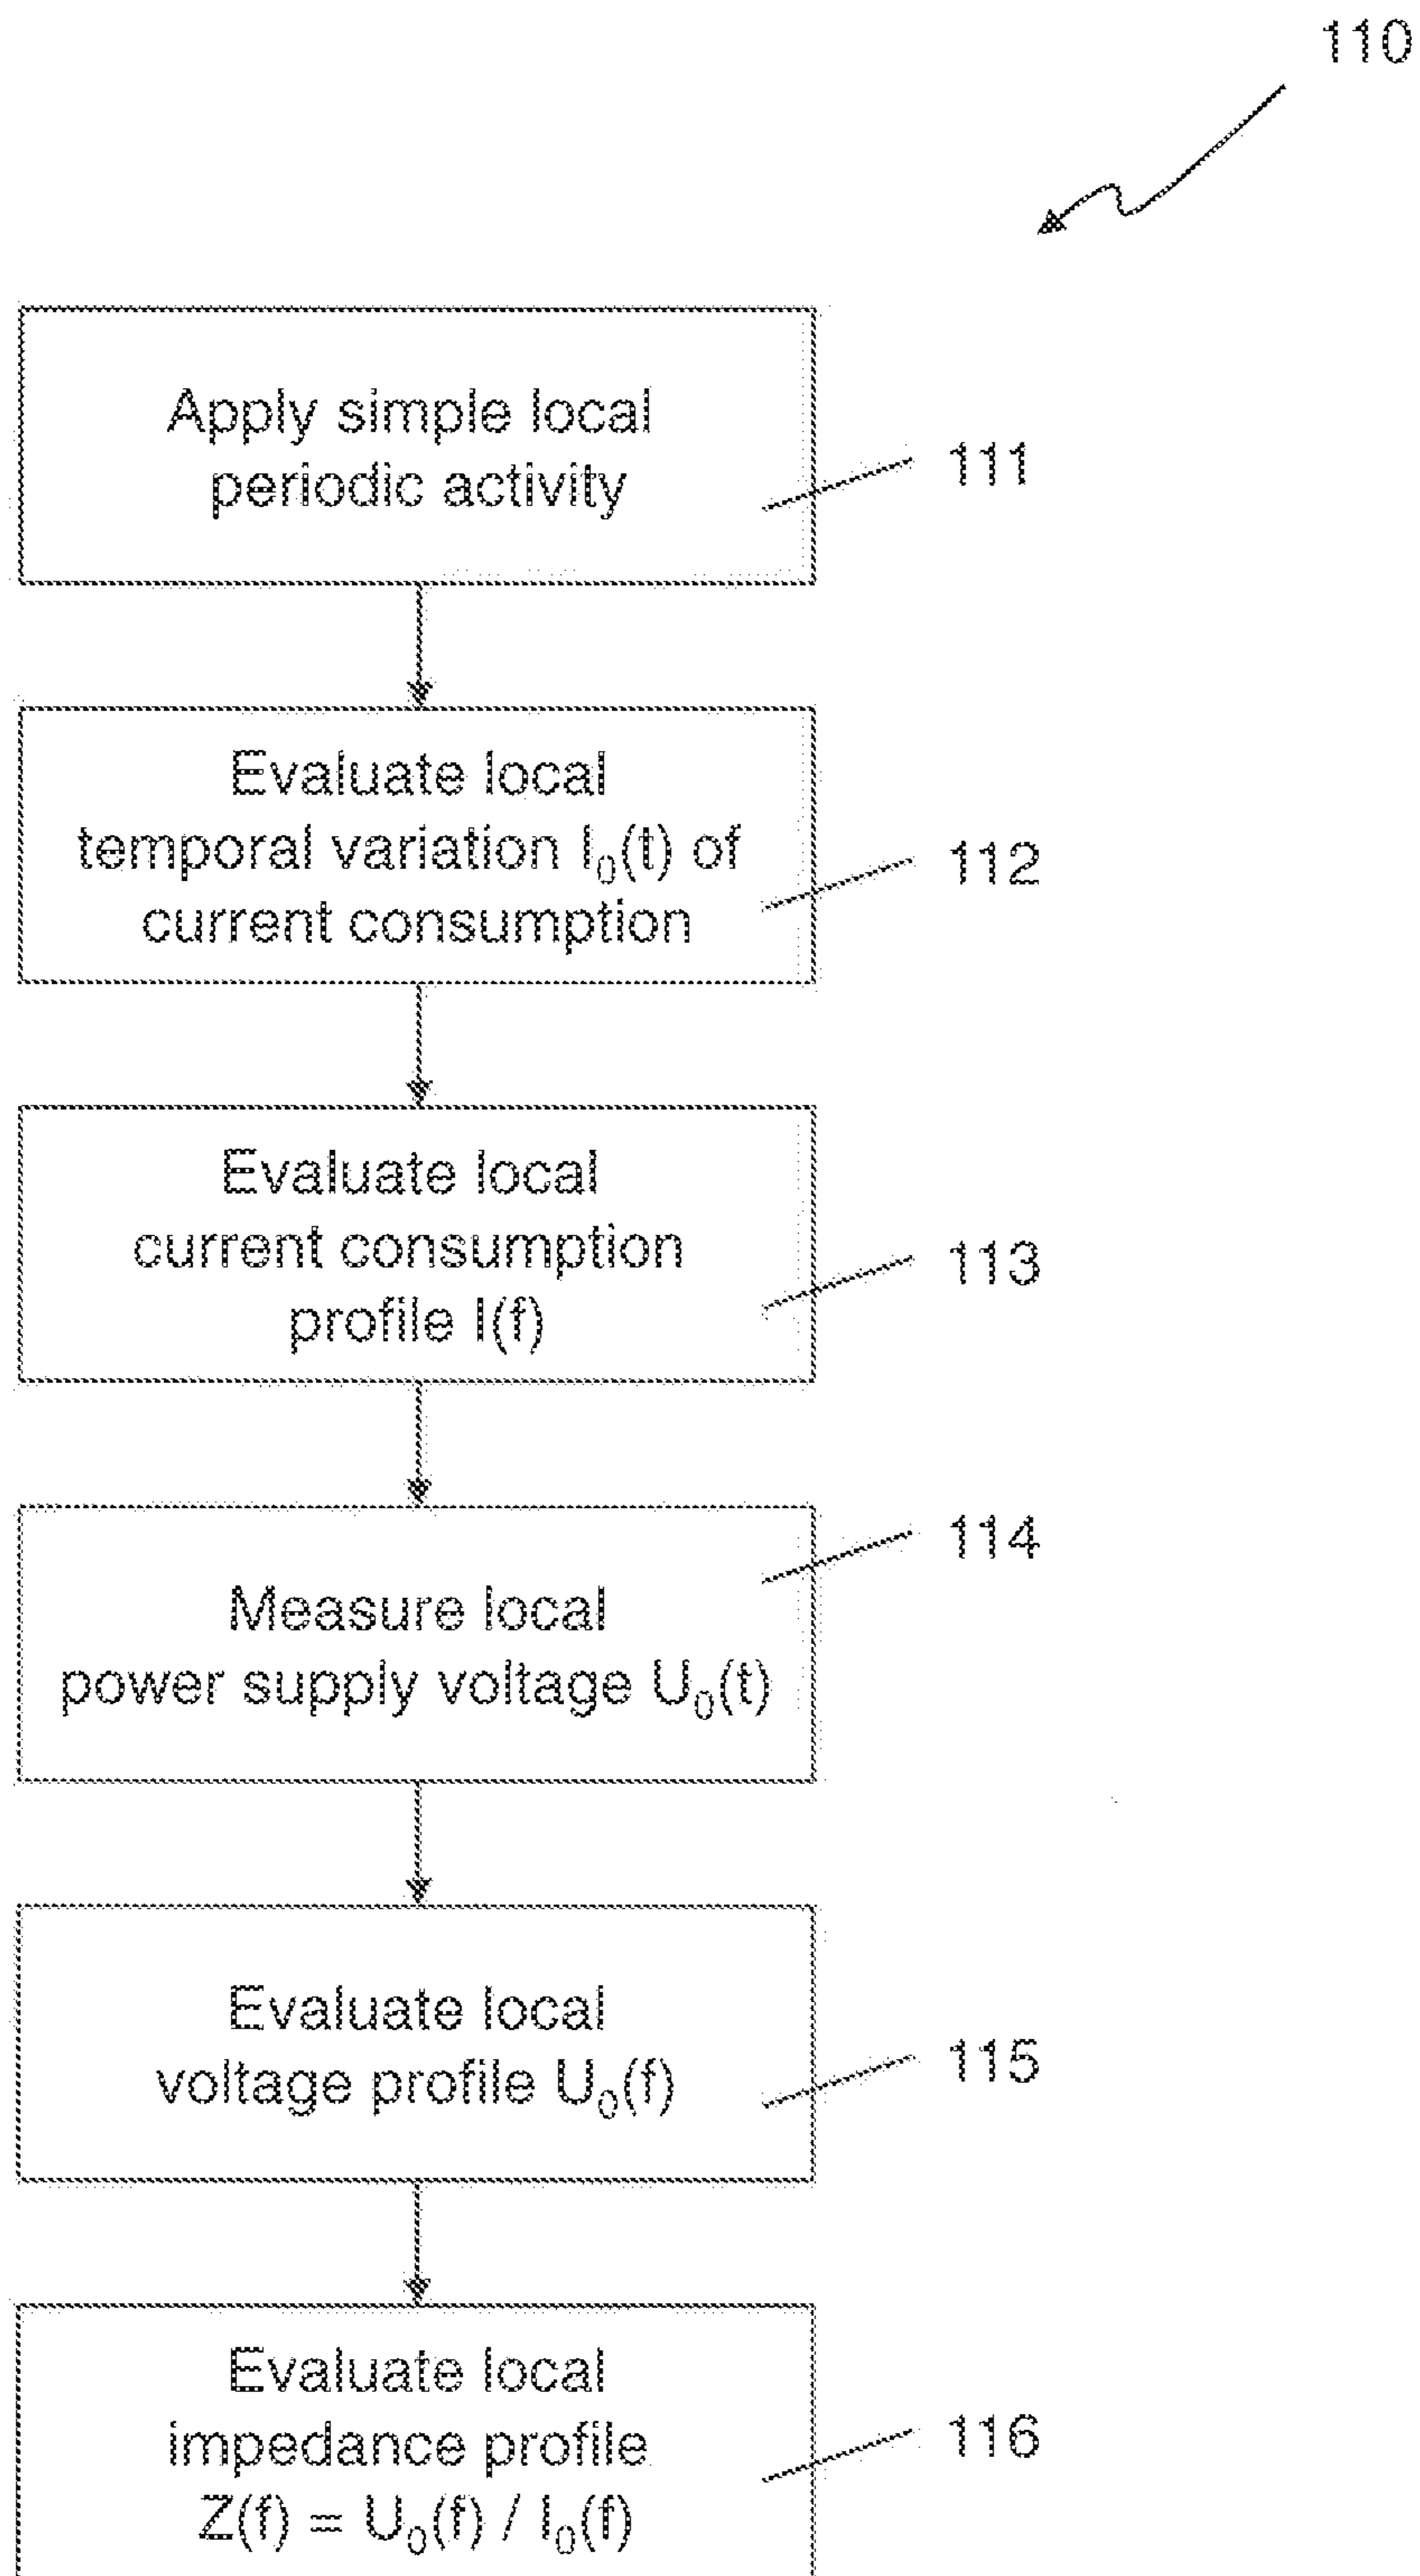 110
Apply simple local
periodic activity
111
Evaluate local
temporal variation I₀(t) of
current consumption
112
Evaluate local
current consumption
profile I(f)
113
Measure local
power supply voltage U₀(t)
114
Evaluate local
voltage profile U₀(f)
115
Evaluate local
impedance profile
Z(f) = U₀(f) / I₀(f)
116